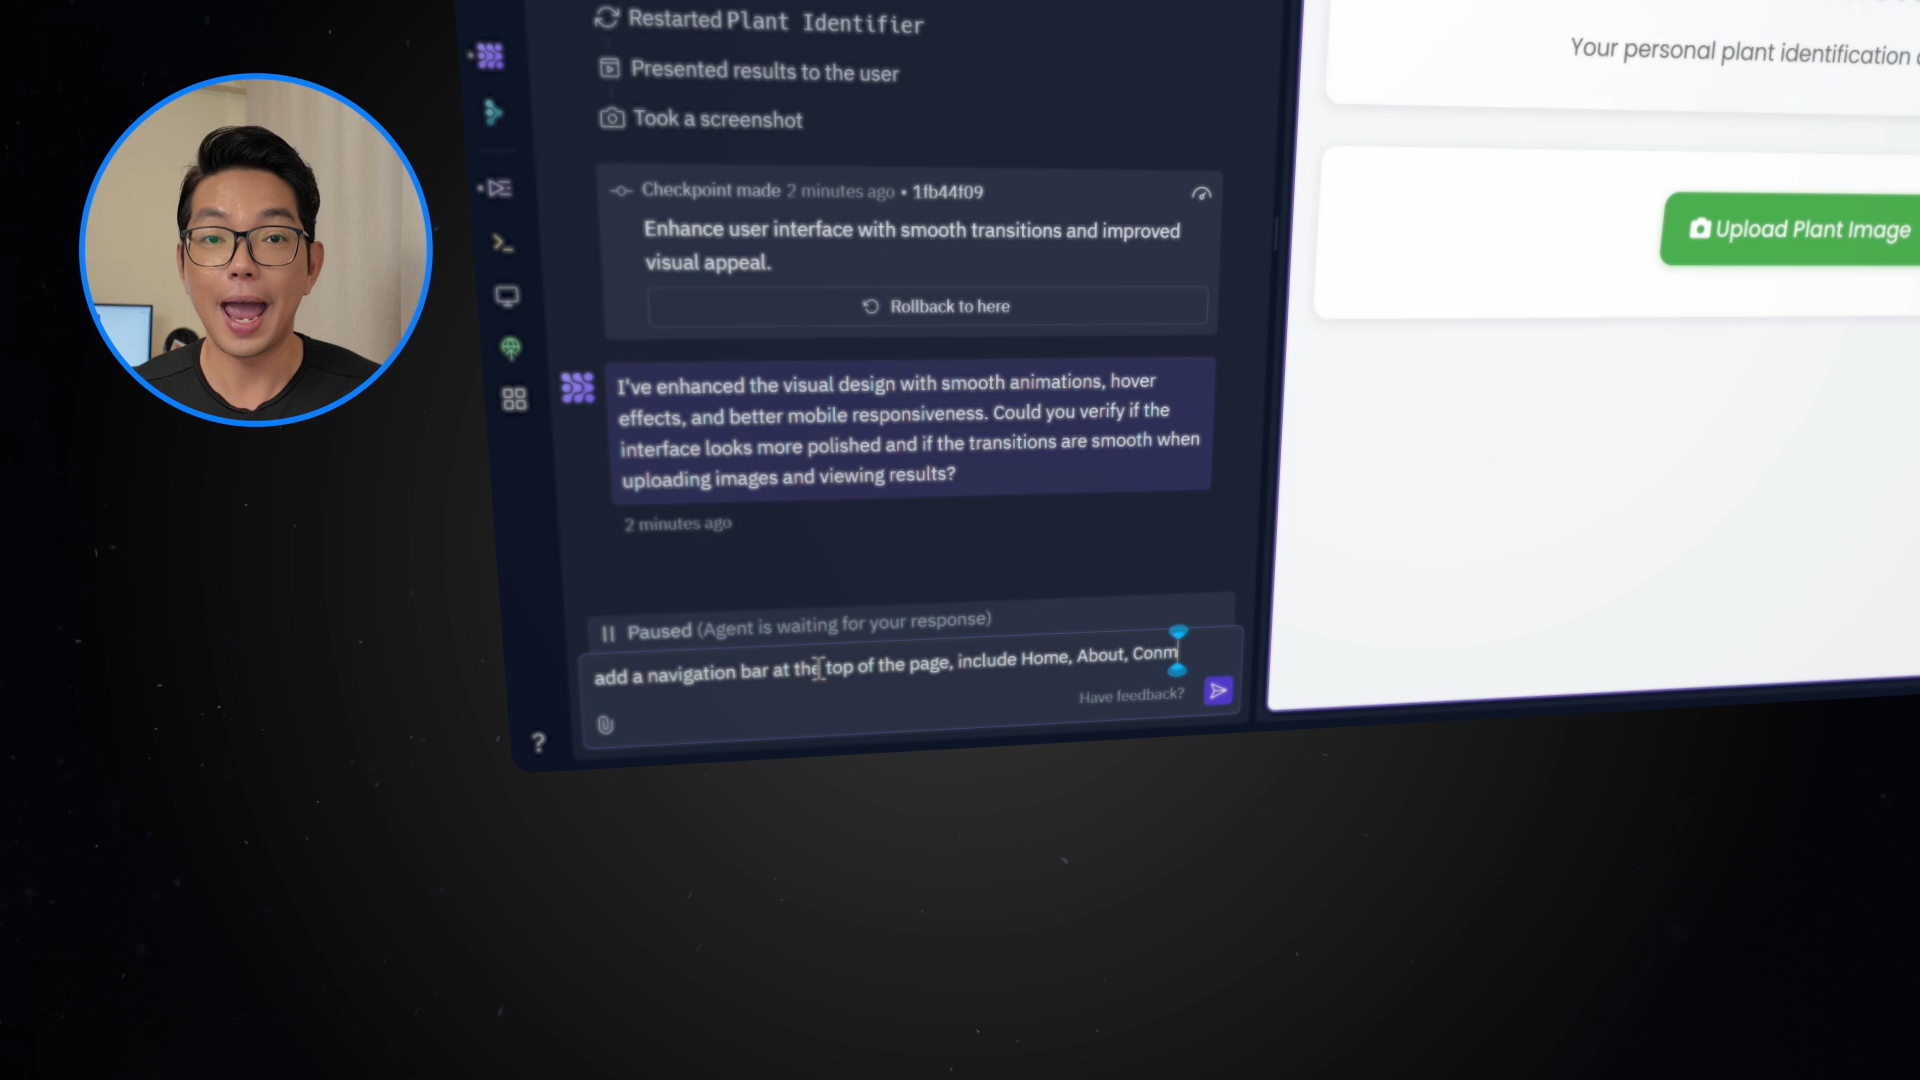 Restarted Plant Identifier
Presented results to the user
Took a screenshot
Checkpoint made 2 minutes ago • 1fb44f09
Enhance user interface with smooth transitions and improved
visual appeal.
Rollback to here
I've enhanced the visual design with smooth animations, hover
effects, and better mobile responsiveness. Could you verify if the
interface looks more polished and if the transitions are smooth when
uploading images and viewing results?
2 minutes ago
Paused (Agent is waiting for your response)
add a navigation bar at the top of the page, include Home, About, Conm
Have feedback?
?
Your personal plant identification
Upload Plant Image